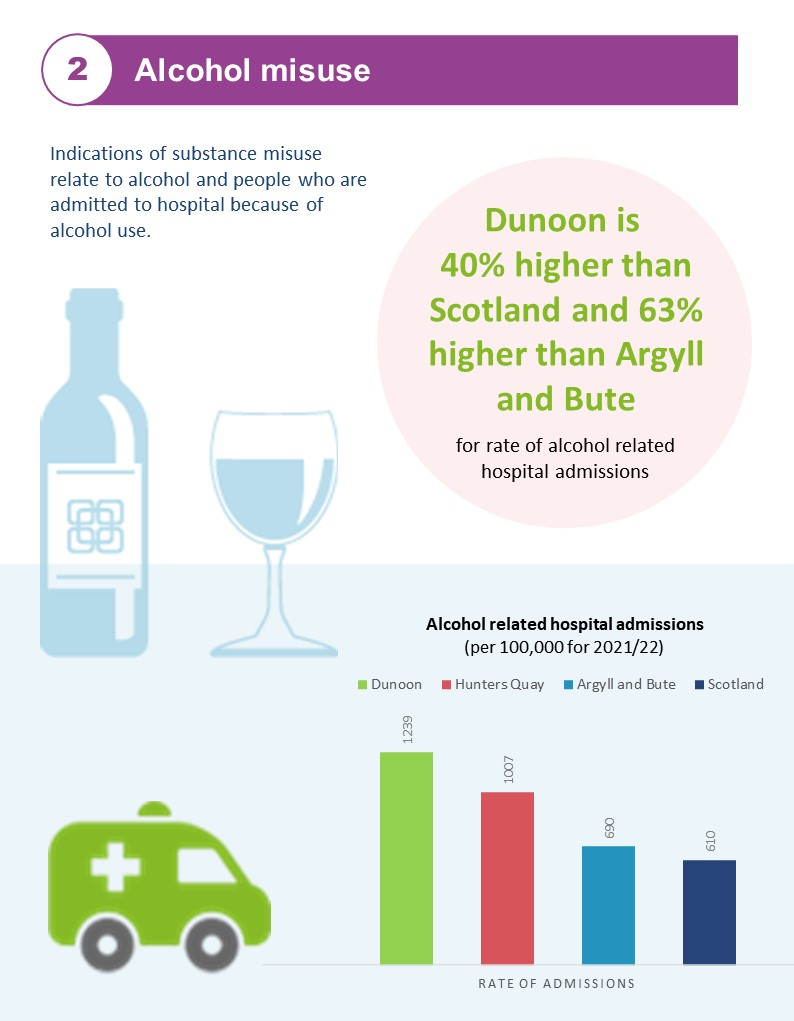 2
Alcohol misuse
Indications of substance misuse
relate to alcohol and people who are
admitted to hospital because of
alcohol use.
Dunoon is
40% higher than
Scotland and 63%
higher than Argyll
and Bute
for rate of alcohol related
hospital admissions
Alcohol related hospital admissions
(per 100,000 for 2021/22)
Dunoon Hunters Quay Argyll and Bute Scotland
1239
1007
690
610
RATE OF ADMISSIONS